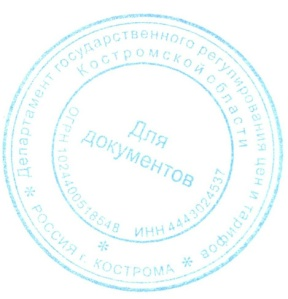 Департамент государственного регулирования цен и тарифов
Костромской области
* РОССИЯ г. КОСТРОМА *
ОГРН 1024400518548 ИНН 4443024537
*
Для
документов